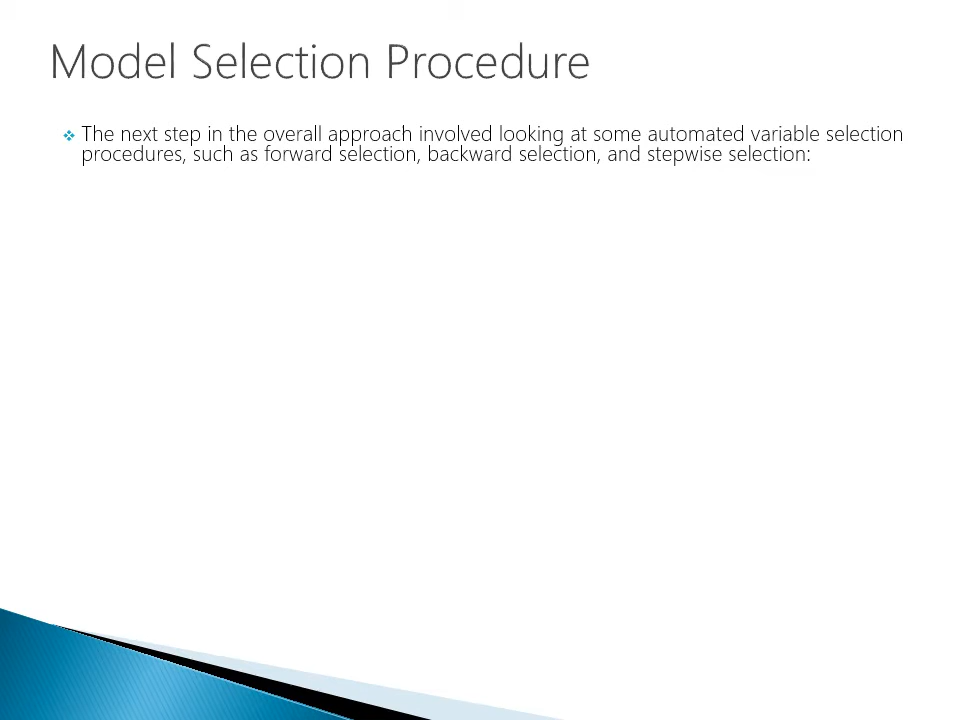 Model Selection Procedure
The next step in the overall approach involved looking at some automated variable selection
procedures, such as forward selection, backward selection, and stepwise selection: